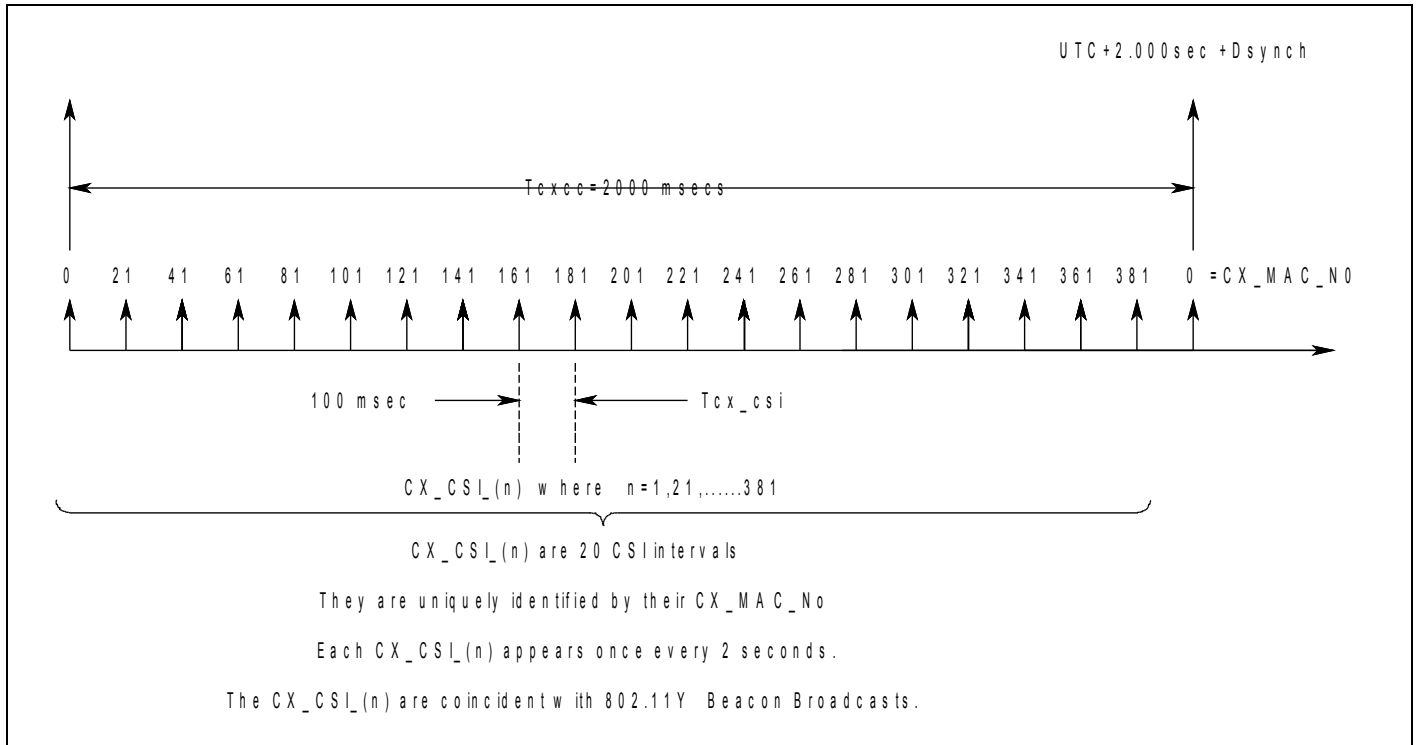 UTC+2.000sec +Dsynch
Tcxcc=2000 msecs
0 21 41 61 81 101 121 141 161 181 201 221 241 261 281 301 321 341 361 381 0 =CX_MAC_N0
100 msec Tcx_csi
CX_CSI_(n) where n=1,21,......381
CX_CSI_(n) are 20 CSI intervals
They are uniquely identified by their CX_MAC_No
Each CX_CSI_(n) appears once every 2 seconds.
The CX_CSI_(n) are coincident with 802.11Y Beacon Broadcasts.